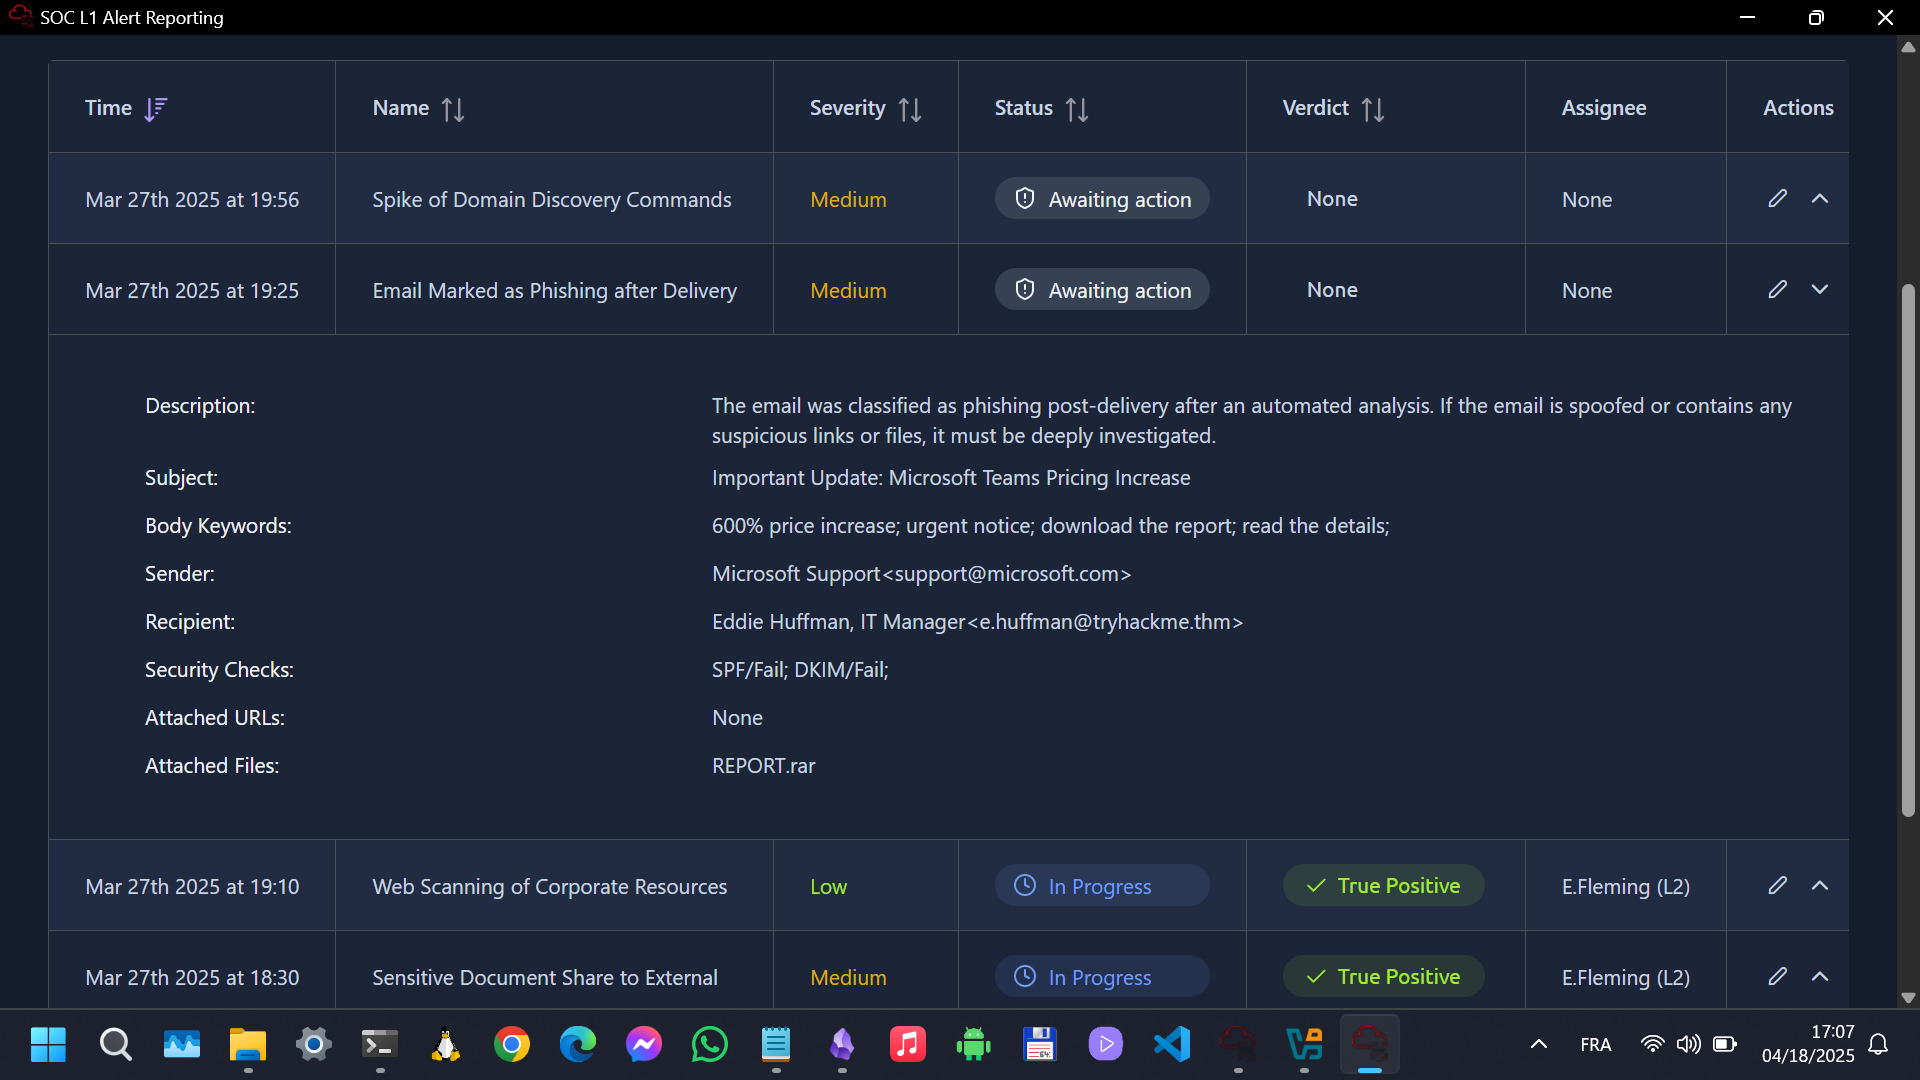 SOC L1 Alert Reporting
Time Name Severity Status Verdict Assignee Actions
Mar 27th 2025 at 19:56 Spike of Domain Discovery Commands Medium Awaiting action None None
Mar 27th 2025 at 19:25 Email Marked as Phishing after Delivery Medium Awaiting action None None
Description: The email was classified as phishing post-delivery after an automated analysis. If the email is spoofed or contains any
suspicious links or files, it must be deeply investigated.
Subject: Important Update: Microsoft Teams Pricing Increase
Body Keywords: 600% price increase; urgent notice; download the report; read the details;
Sender: Microsoft Support<support@microsoft.com>
Recipient: Eddie Huffman, IT Manager<e.huffman@tryhackme.thm>
Security Checks: SPF/Fail; DKIM/Fail;
Attached URLs: None
Attached Files: REPORT.rar
Mar 27th 2025 at 19:10 Web Scanning of Corporate Resources Low In Progress True Positive E.Fleming (L2)
Mar 27th 2025 at 18:30 Sensitive Document Share to External Medium In Progress True Positive E.Fleming (L2)
64
FRA
17:07
04/18/2025